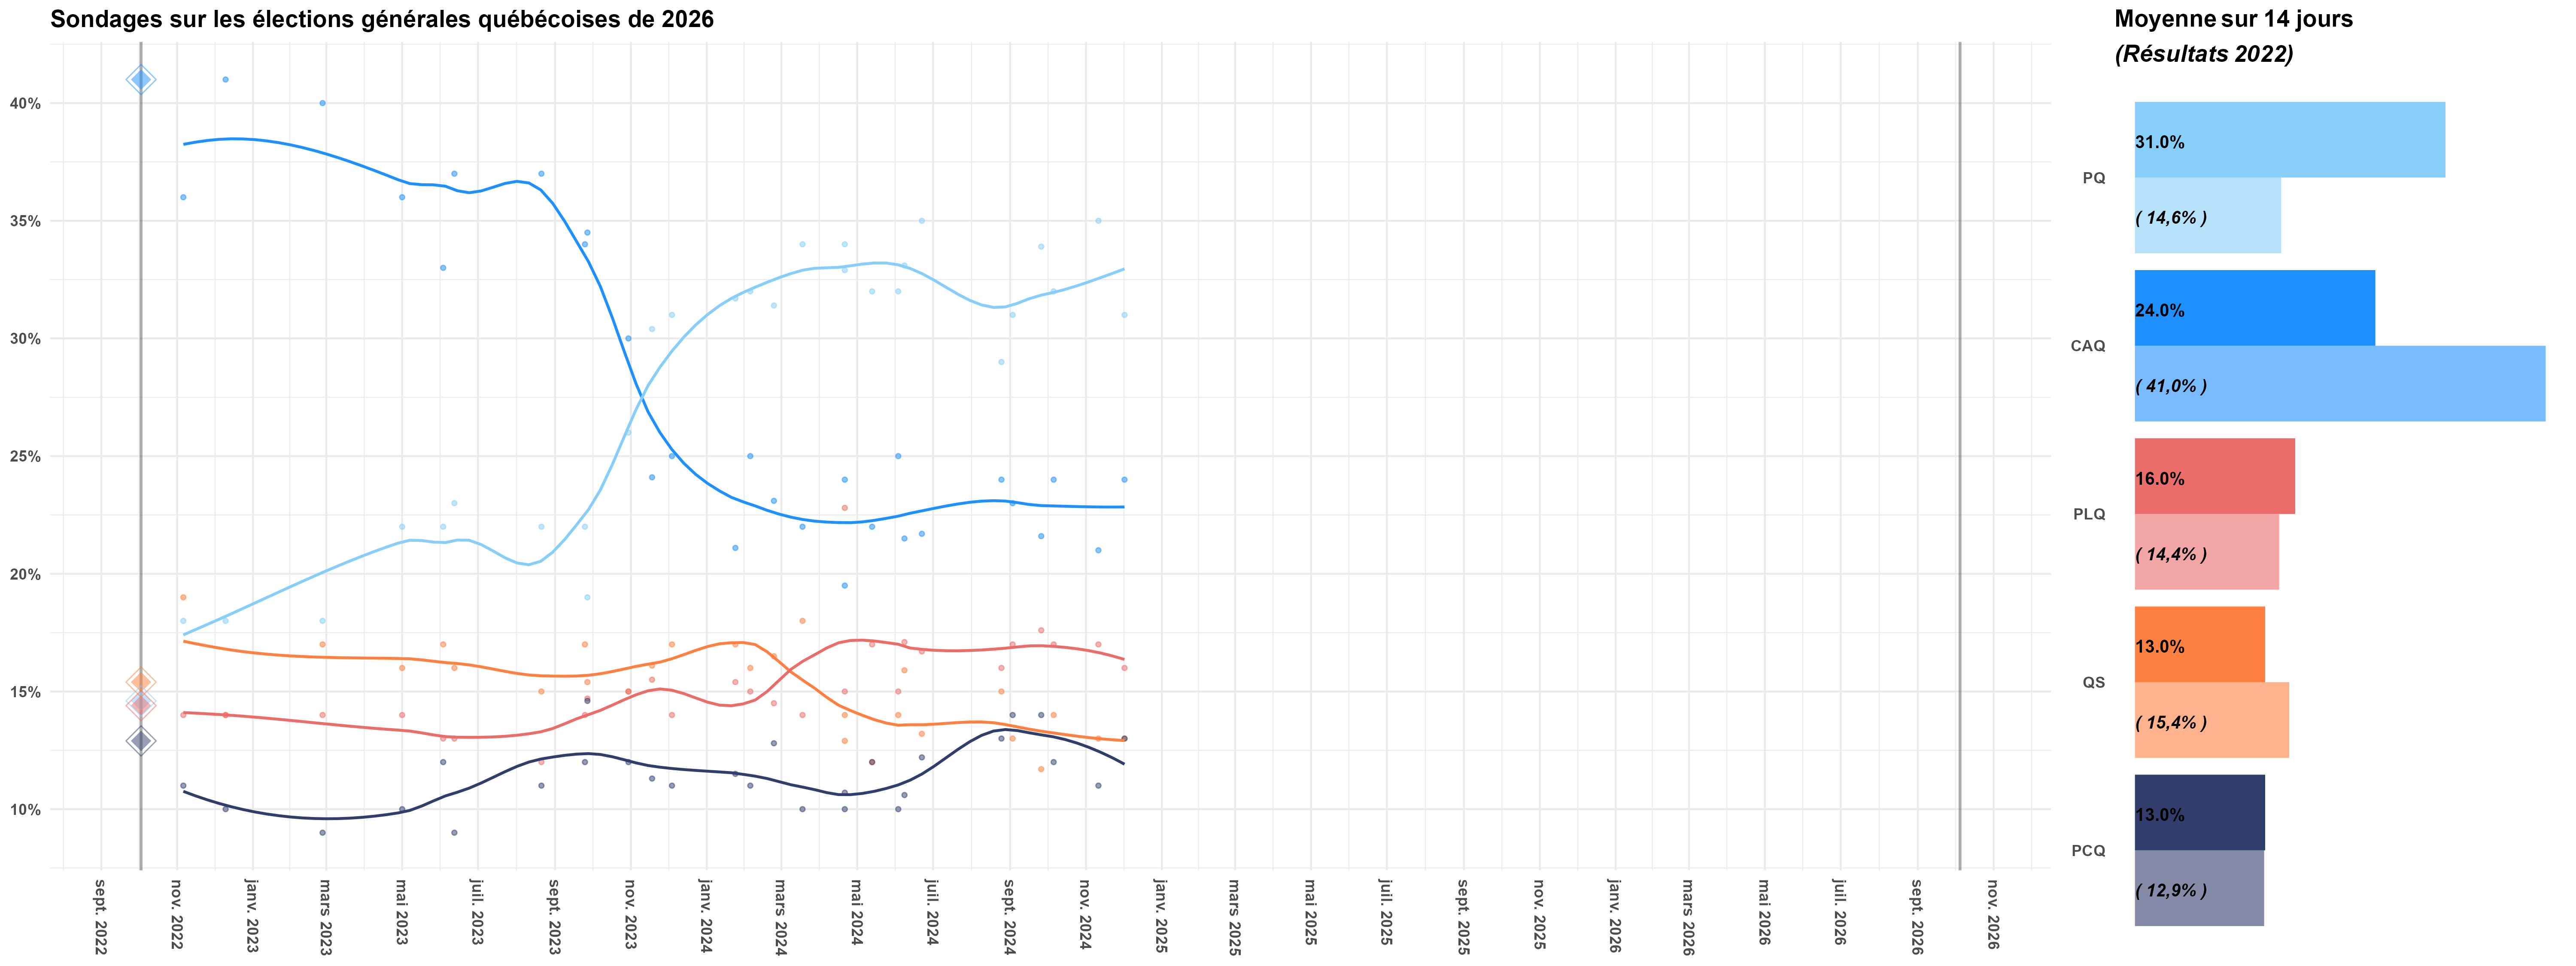 Sondages sur les élections générales québécoises de 2026
40%
35%
30%
25%
20%
15%
10%
sept. 2022
nov. 2022
janv. 2023
mars 2023
mai 2023
juil. 2023
sept. 2023
nov. 2023
janv. 2024
mars 2024
mai 2024
juil. 2024
sept. 2024
nov. 2024
janv. 2025
mars 2025
mai 2025
juil. 2025
sept. 2025
nov. 2025
janv. 2026
mars 2026
mai 2026
juil. 2026
sept. 2026
nov. 2026
Moyenne sur 14 jours
(Résultats 2022)
PQ
31.0%
( 14,6% )
CAQ
24.0%
( 41,0% )
PLQ
16.0%
( 14,4% )
QS
13.0%
( 15,4% )
PCQ
13.0%
( 12,9% )